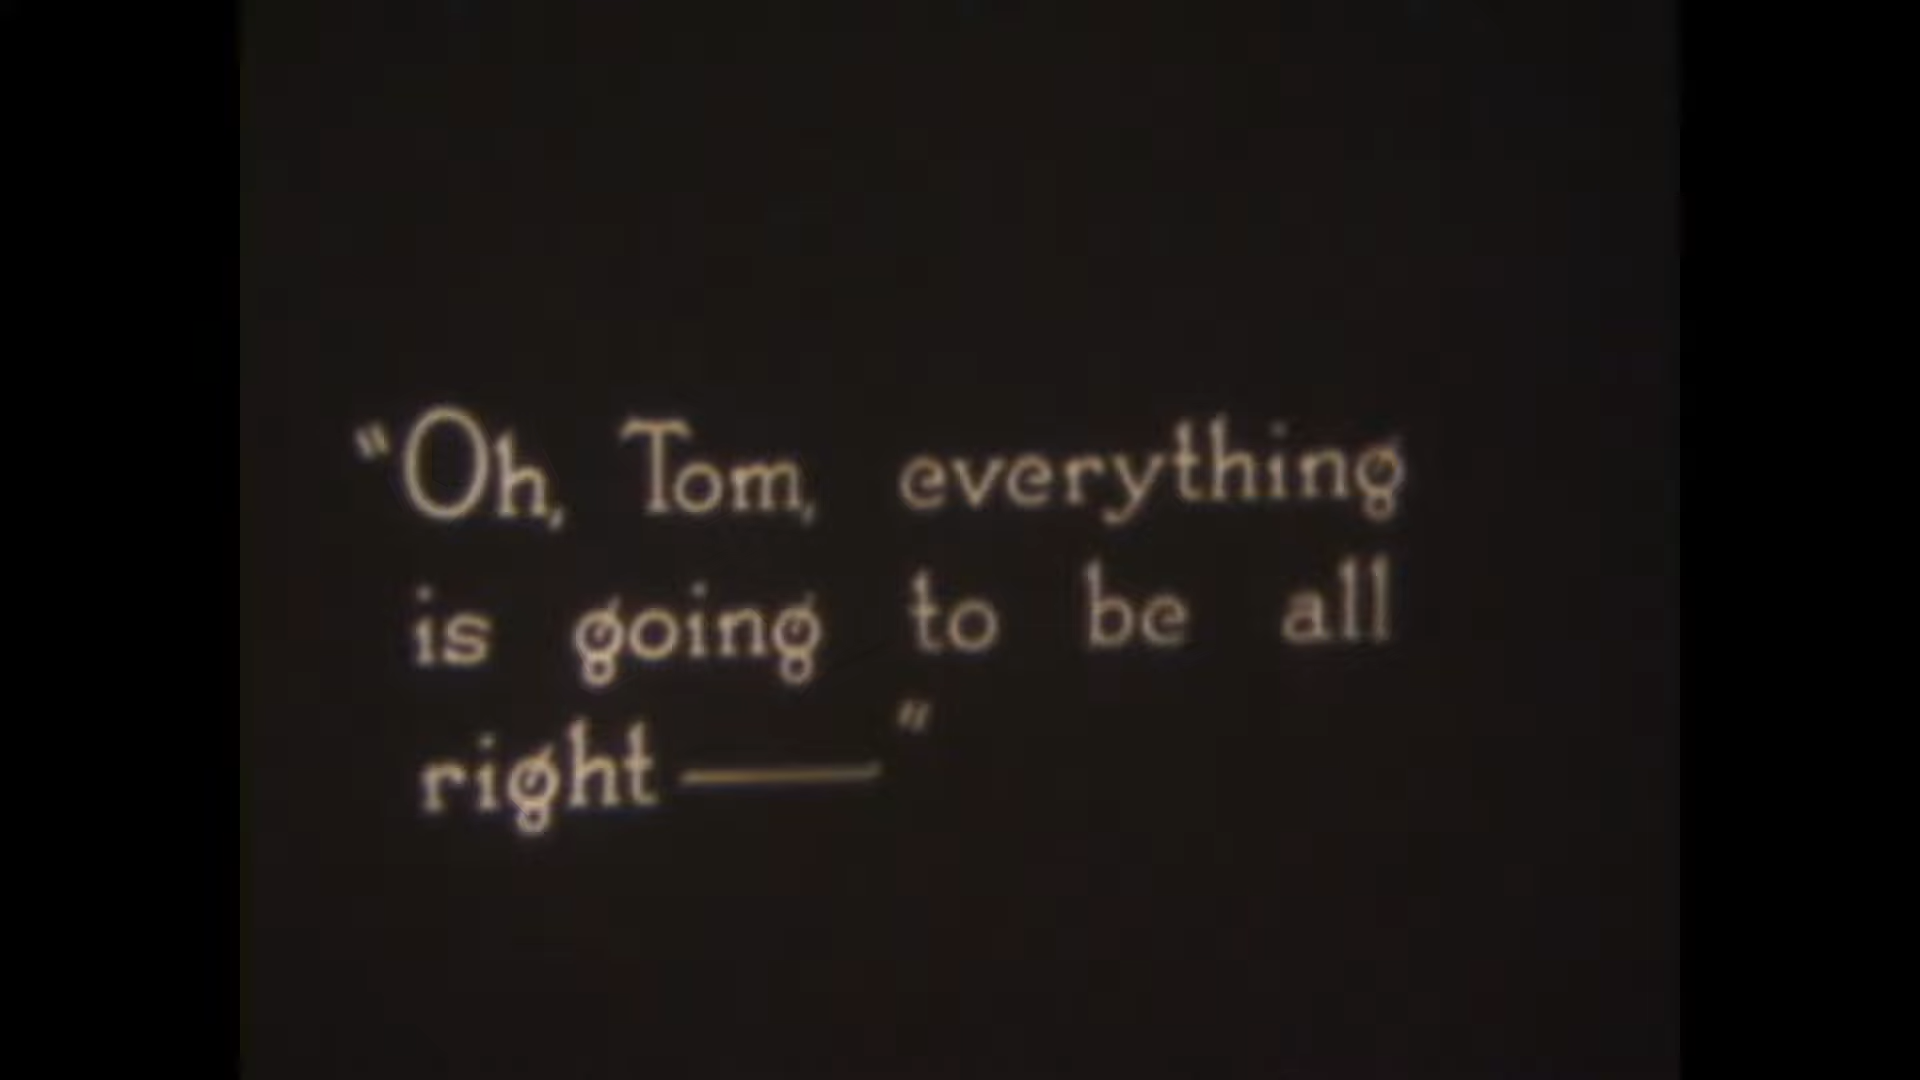 "Oh, Tom, everything
is going to be all
right——"